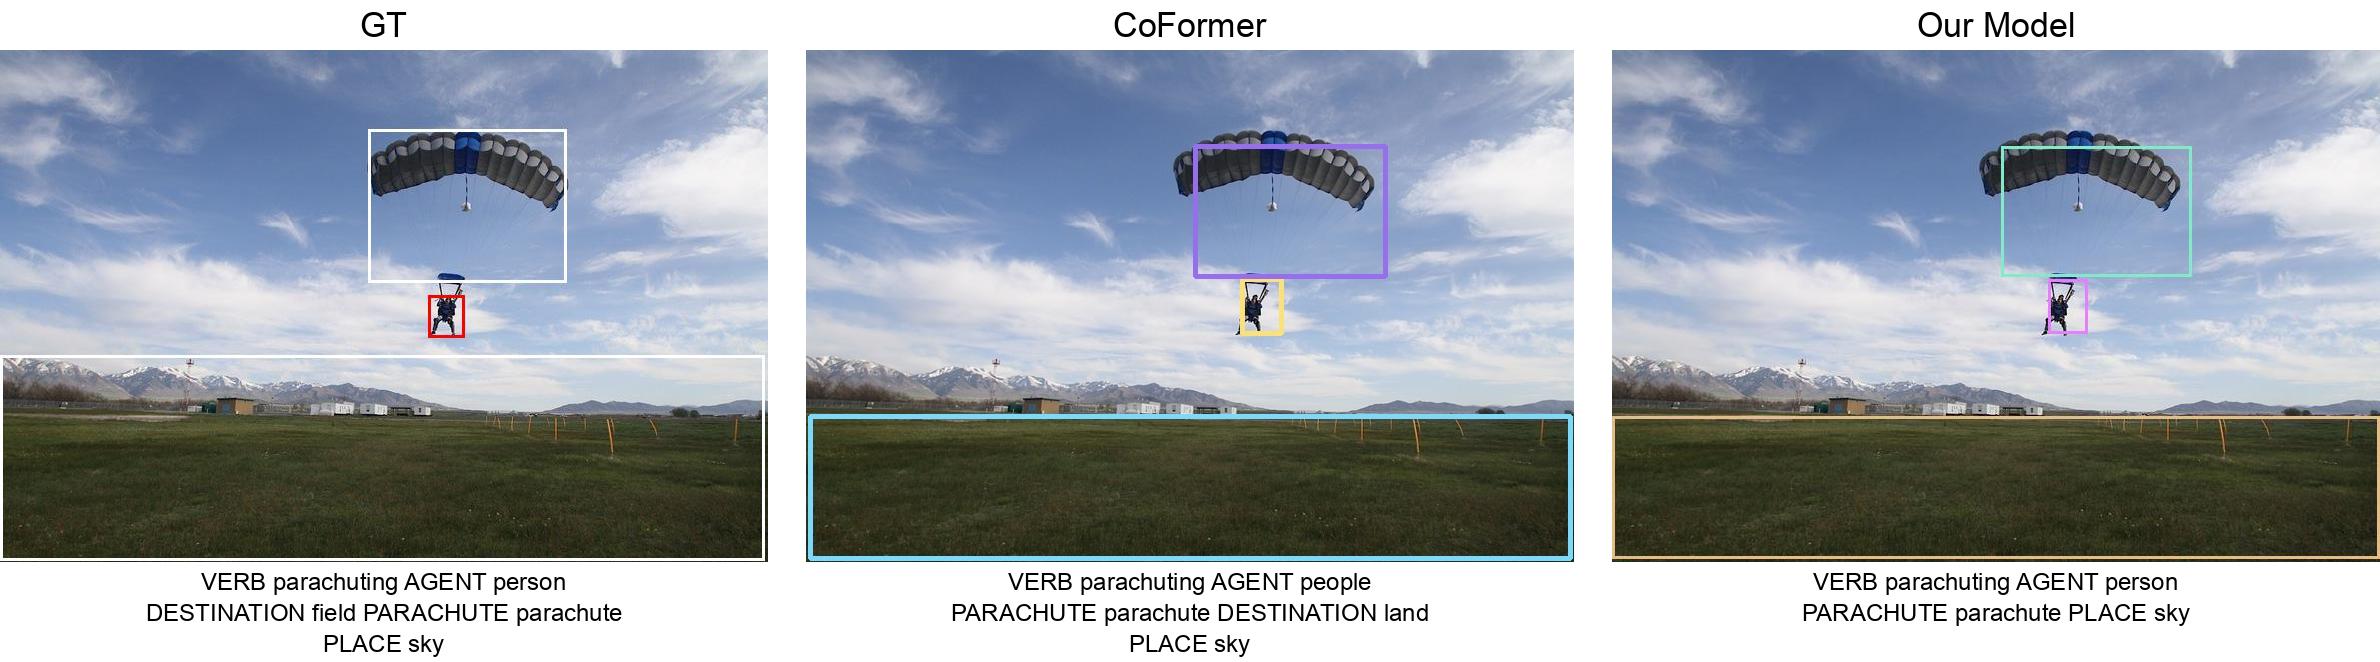 GT
CoFormer
Our Model
VERB parachuting AGENT person
DESTINATION field PARACHUTE parachute
PLACE sky
VERB parachuting AGENT people
PARACHUTE parachute DESTINATION land
PLACE sky
VERB parachuting AGENT person
PARACHUTE parachute PLACE sky